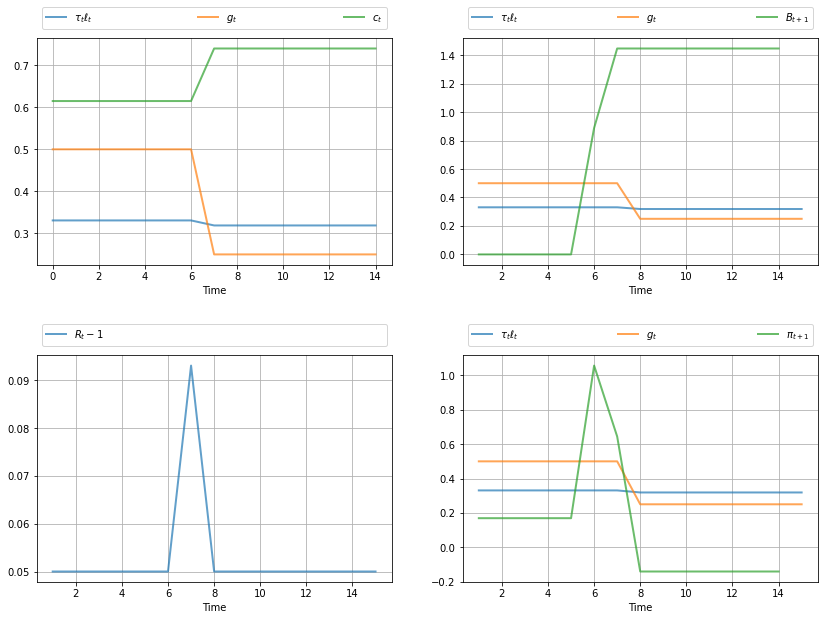 τₜℓₜ gₜ cₜ
0.7
0.6
0.5
0.4
0.3
0 2 4 6 8 10 12 14
Time
τₜℓₜ gₜ Bₜ₊₁
1.4
1.2
1.0
0.8
0.6
0.4
0.2
0.0
2 4 6 8 10 12 14
Time
Rₜ − 1
0.09
0.08
0.07
0.06
0.05
2 4 6 8 10 12 14
Time
τₜℓₜ gₜ πₜ₊₁
1.0
0.8
0.6
0.4
0.2
0.0
−0.2
2 4 6 8 10 12 14
Time